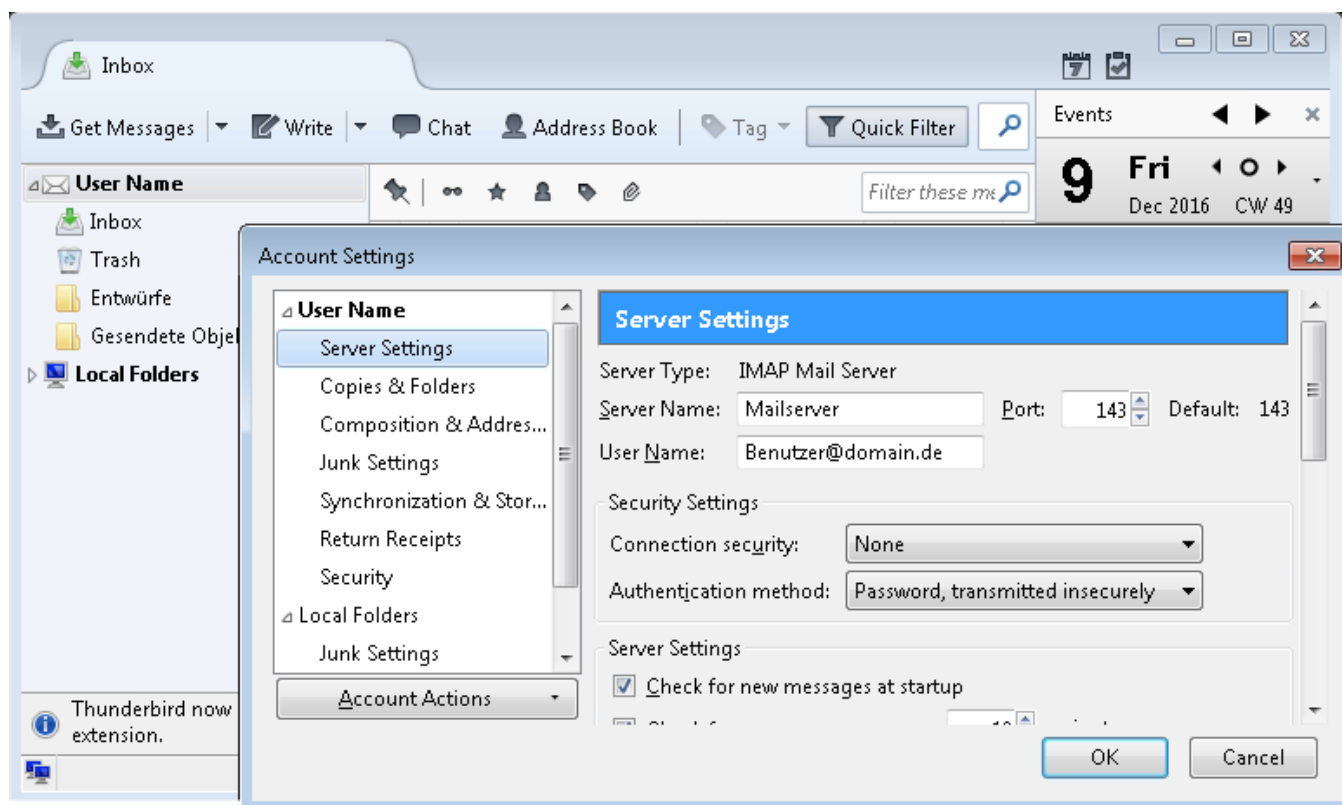 Inbox
Get Messages Write Chat Address Book Tag Quick Filter
Events
9 Fri
Dec 2016 CW 49
User Name
Filter these me
Inbox
Trash
Entwürfe
Gesendete Objel
Local Folders
Account Settings
User Name
Server Settings
Copies & Folders
Composition & Addres...
Junk Settings
Synchronization & Stor...
Return Receipts
Security
Local Folders
Junk Settings
Account Actions
Server Settings
Server Type: IMAP Mail Server
Server Name: Mailserver Port: 143 Default: 143
User Name: Benutzer@domain.de
Security Settings
Connection security: None
Authentication method: Password, transmitted insecurely
Server Settings
Check for new messages at startup
OK Cancel
Thunderbird now
extension.